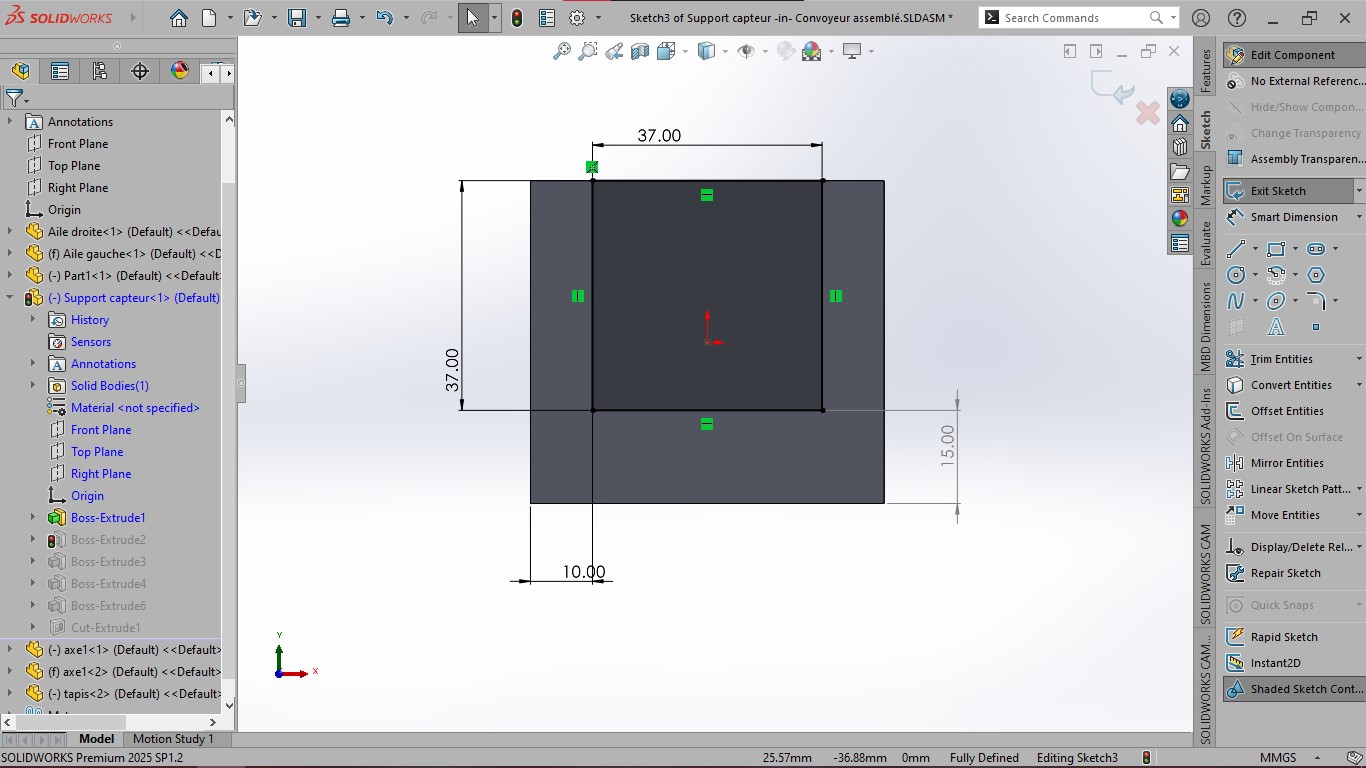 SOLIDWORKS
Sketch3 of Support capteur -in- Convoyeur assemblé.SLDASM *
Search Commands
Annotations
Front Plane
Top Plane
Right Plane
Origin
Aile droite<1> (Default) <<Defau
(f) Aile gauche<1> (Default) <<D
(-) Part1<1> (Default) <<Default
(-) Support capteur<1> (Default)
History
Sensors
Annotations
Solid Bodies(1)
Material <not specified>
Front Plane
Top Plane
Right Plane
Origin
Boss-Extrude1
Boss-Extrude2
Boss-Extrude3
Boss-Extrude4
Boss-Extrude6
Cut-Extrude1
(-) axe1<1> (Default) <<Default>
(f) axe1<2> (Default) <<Default>
(-) tapis<2> (Default) <<Default>
Model
Motion Study 1
37.00
37.00
15.00
10.00
Y
X
Features
Sketch
Markup
Evaluate
MBD Dimensions
SOLIDWORKS Add-Ins
SOLIDWORKS CAM
SOLIDWORKS CAM...
Edit Component
No External Referenc...
Hide/Show Compon...
Change Transparency
Assembly Transparen...
Exit Sketch
Smart Dimension
Trim Entities
Convert Entities
Offset Entities
Offset On Surface
Mirror Entities
Linear Sketch Patt...
Move Entities
Display/Delete Rel...
Repair Sketch
Quick Snaps
Rapid Sketch
Instant2D
Shaded Sketch Cont...
SOLIDWORKS Premium 2025 SP1.2
25.57mm
-36.88mm
0mm
Fully Defined
Editing Sketch3
MMGS